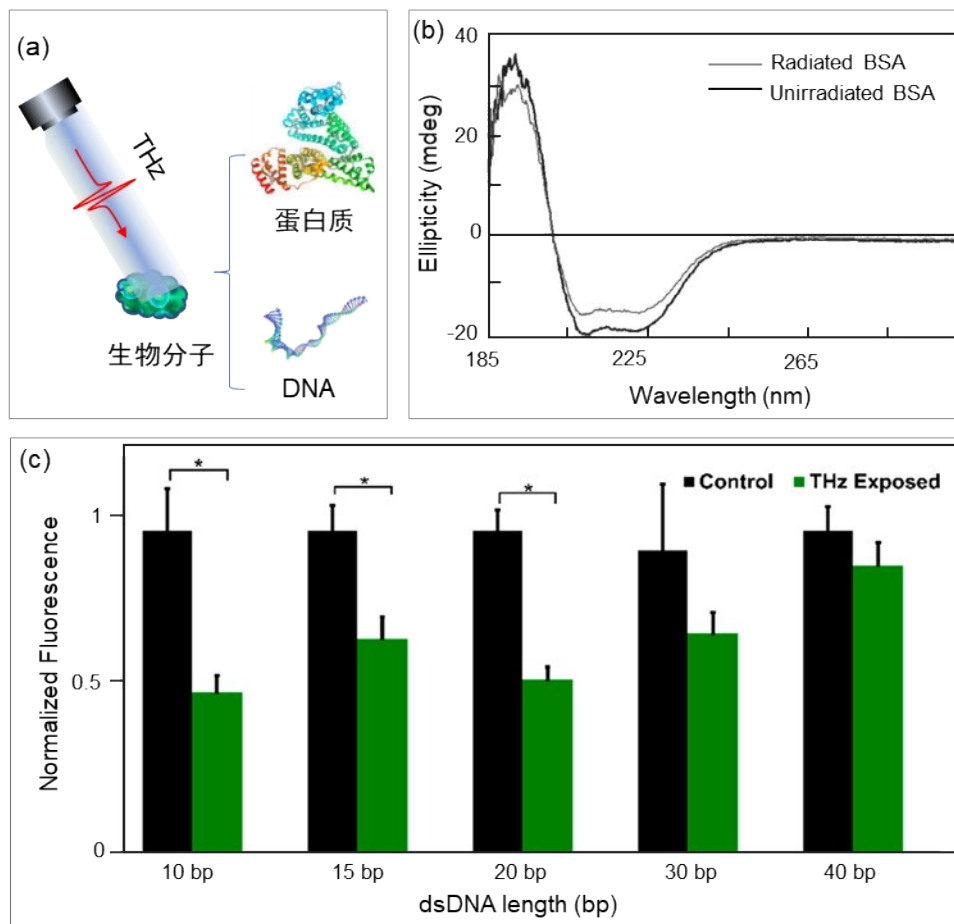 (a)
THz
蛋白质
生物分子
DNA
(b)
40
20
0
-20
Ellipticity (mdeg)
Radiated BSA
Unirradiated BSA
185
225
265
Wavelength (nm)
(c)
* * *
Control THz Exposed
1
0.5
0
Normalized Fluorescence
10 bp 15 bp 20 bp 30 bp 40 bp
dsDNA length (bp)